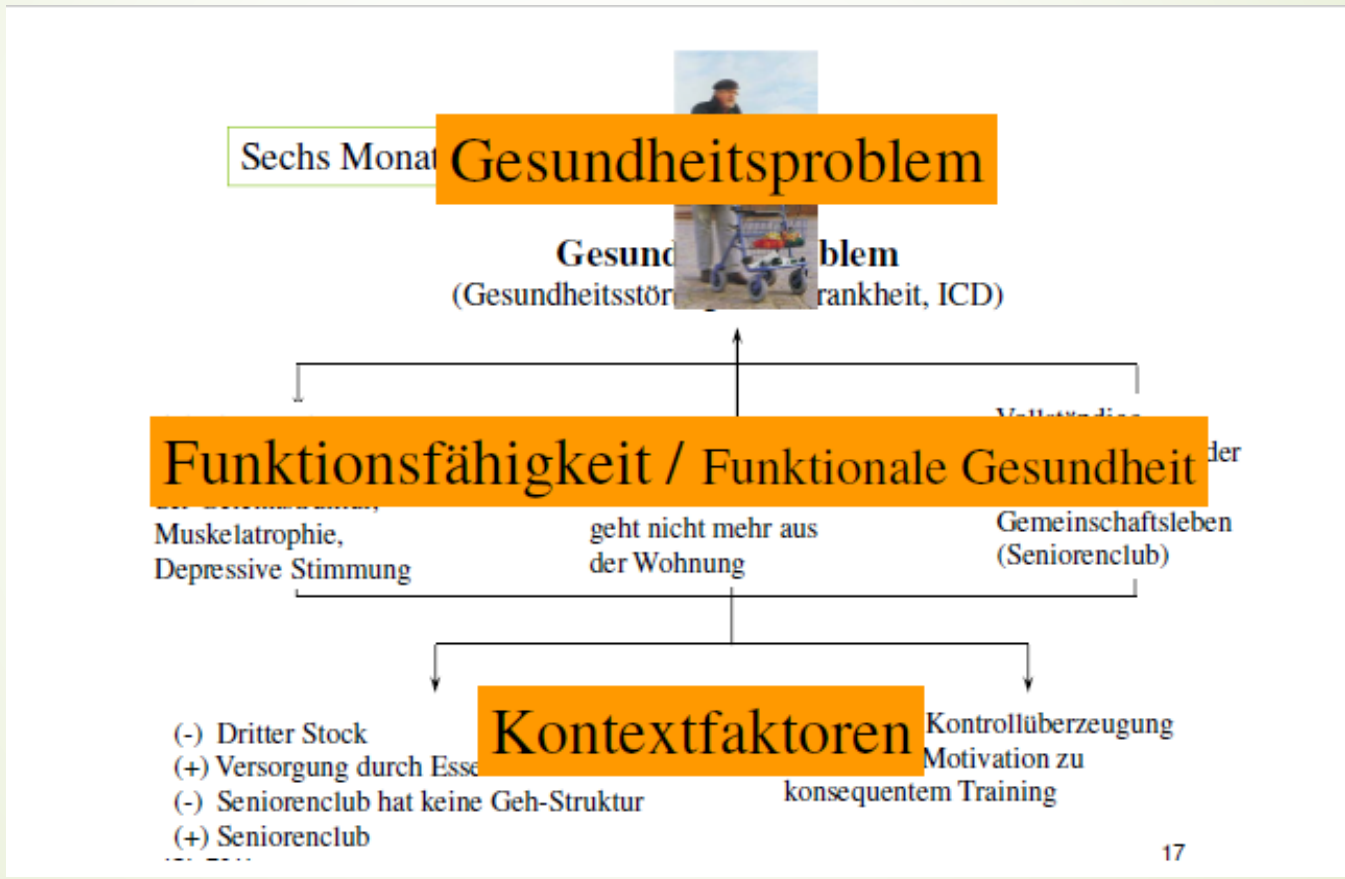 Sechs Monat
Gesundheitsproblem
Gesund blem
(Gesundheitsstör rankheit, ICD)
der
Funktionsfähigkeit / Funktionale Gesundheit
Muskelatrophie,
Depressive Stimmung
geht nicht mehr aus
der Wohnung
Gemeinschaftsleben
(Seniorenclub)
Kontextfaktoren
(-) Dritter Stock
(+) Versorgung durch Esse
(-) Seniorenclub hat keine Geh-Struktur
(+) Seniorenclub
Kontrollüberzeugung
Motivation zu
konsequentem Training
17